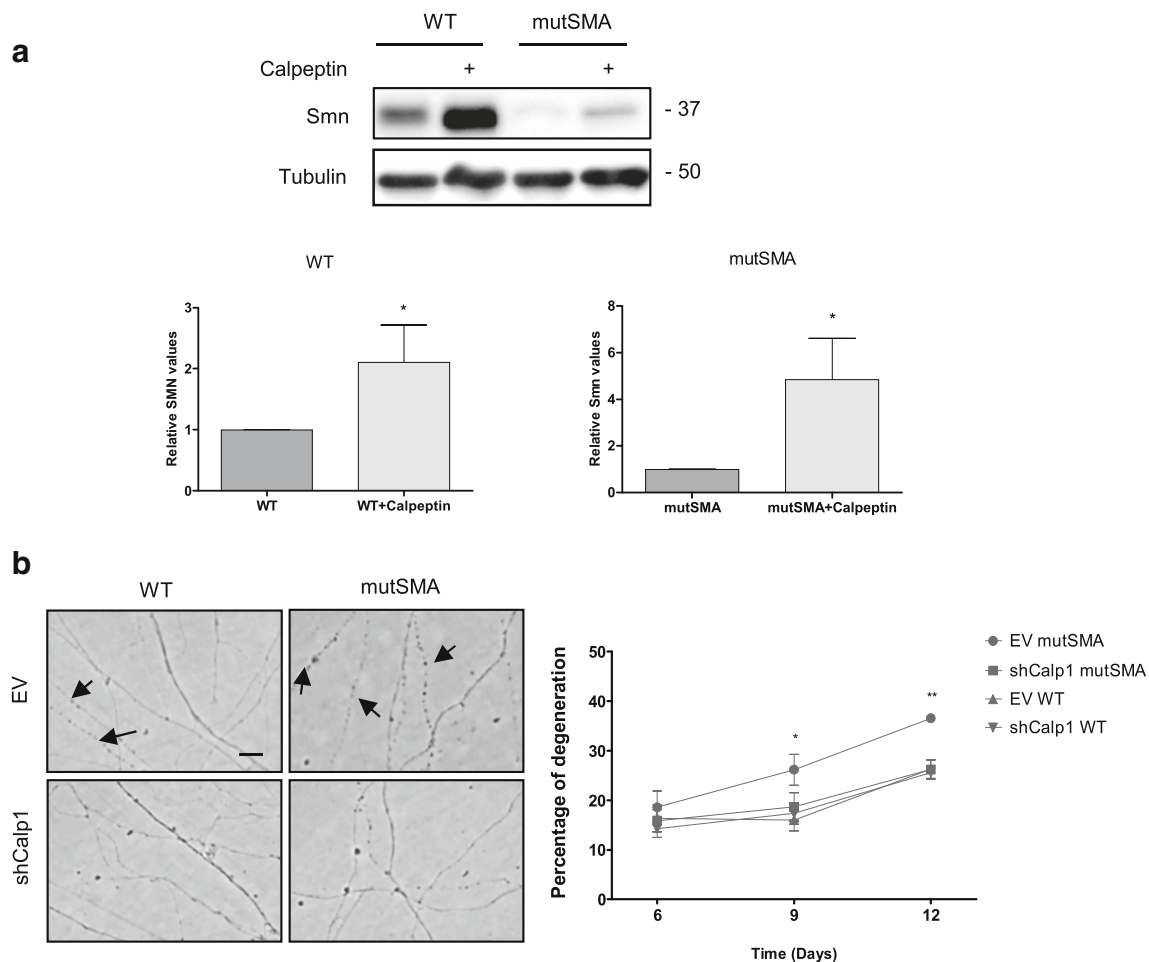 a
WT mutSMA
Calpeptin + +
Smn - 37
Tubulin - 50
WT
3
2
1
0
Relative SMN values
WT WT+Calpeptin
*
mutSMA
8
6
4
2
0
Relative Smn values
mutSMA mutSMA+Calpeptin
*
b
WT mutSMA
EV
shCalp1
50
40
30
20
10
0
Percentage of degeneration
6 9 12
Time (Days)
*
**
EV mutSMA
shCalp1 mutSMA
EV WT
shCalp1 WT